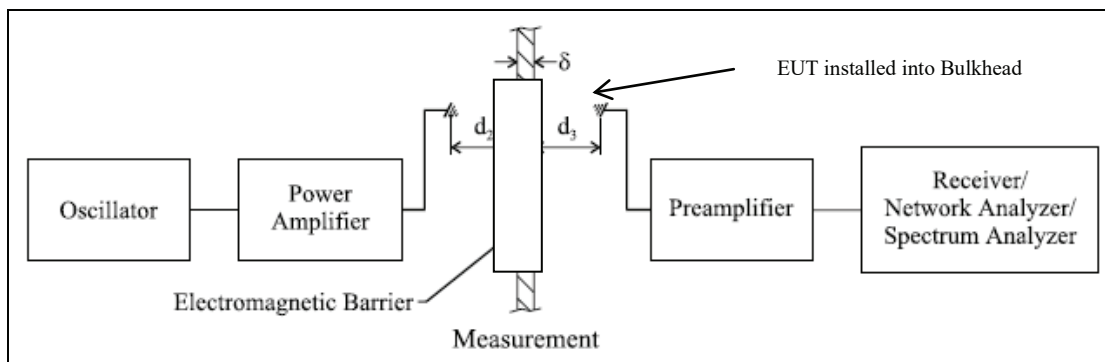 δ
EUT installed into Bulkhead
d₂
d₃
Oscillator
Power
Amplifier
Preamplifier
Receiver/
Network Analyzer/
Spectrum Analyzer
Electromagnetic Barrier
Measurement